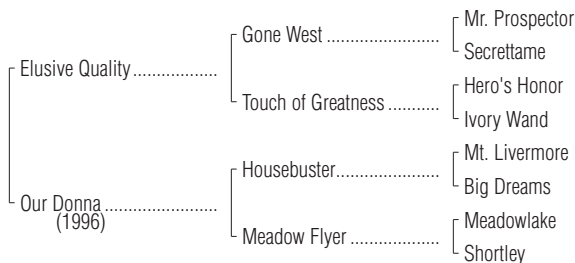 Mr. Prospector
Gone West
Secrettame
Elusive Quality
Hero's Honor
Touch of Greatness
Ivory Wand
Mt. Livermore
Housebuster
Big Dreams
Our Donna
(1996)
Meadowlake
Meadow Flyer
Shortley